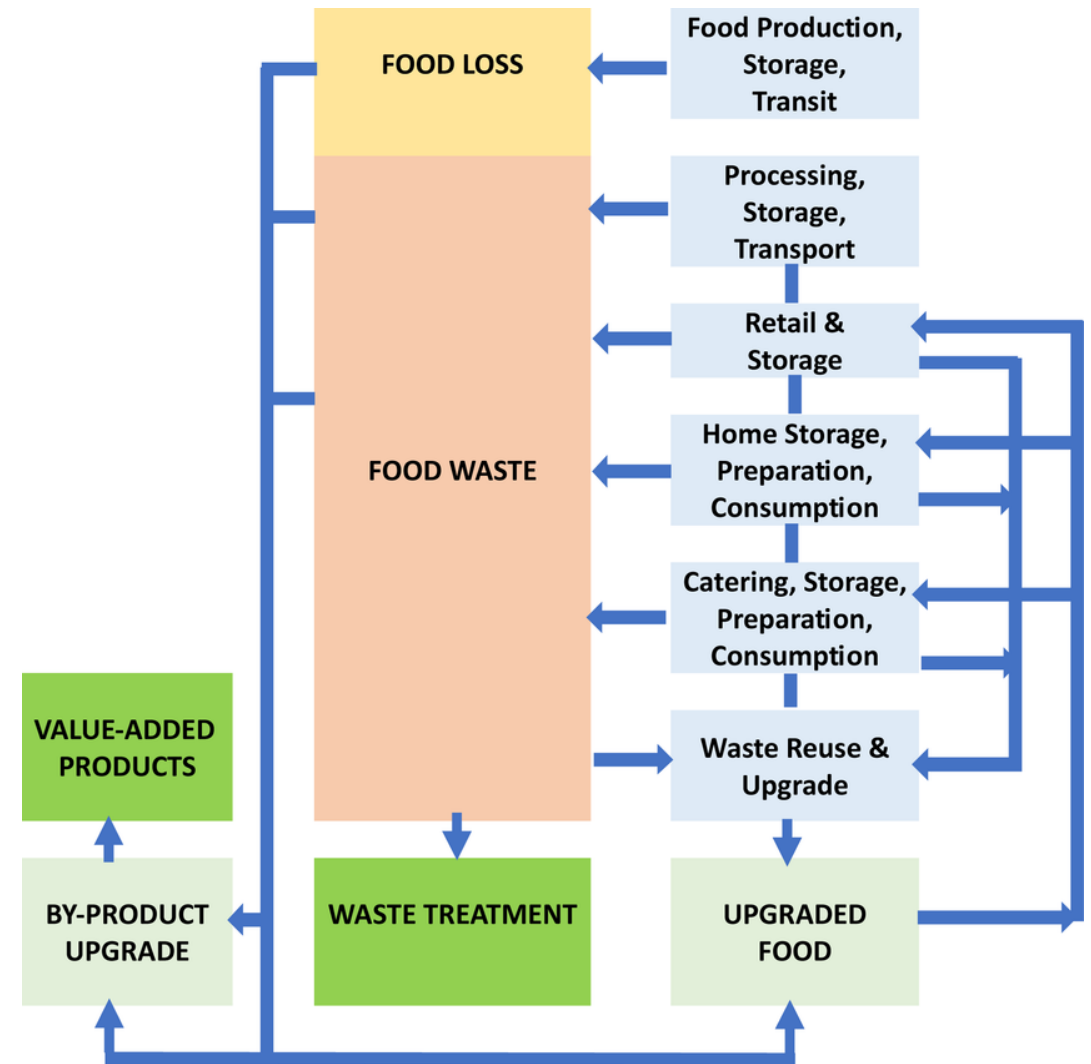 FOOD LOSS
Food Production,
Storage,
Transit
Processing,
Storage,
Transport
Retail &
Storage
FOOD WASTE
Home Storage,
Preparation,
Consumption
Catering, Storage,
Preparation,
Consumption
VALUE-ADDED
PRODUCTS
Waste Reuse &
Upgrade
BY-PRODUCT
UPGRADE
WASTE TREATMENT
UPGRADED
FOOD